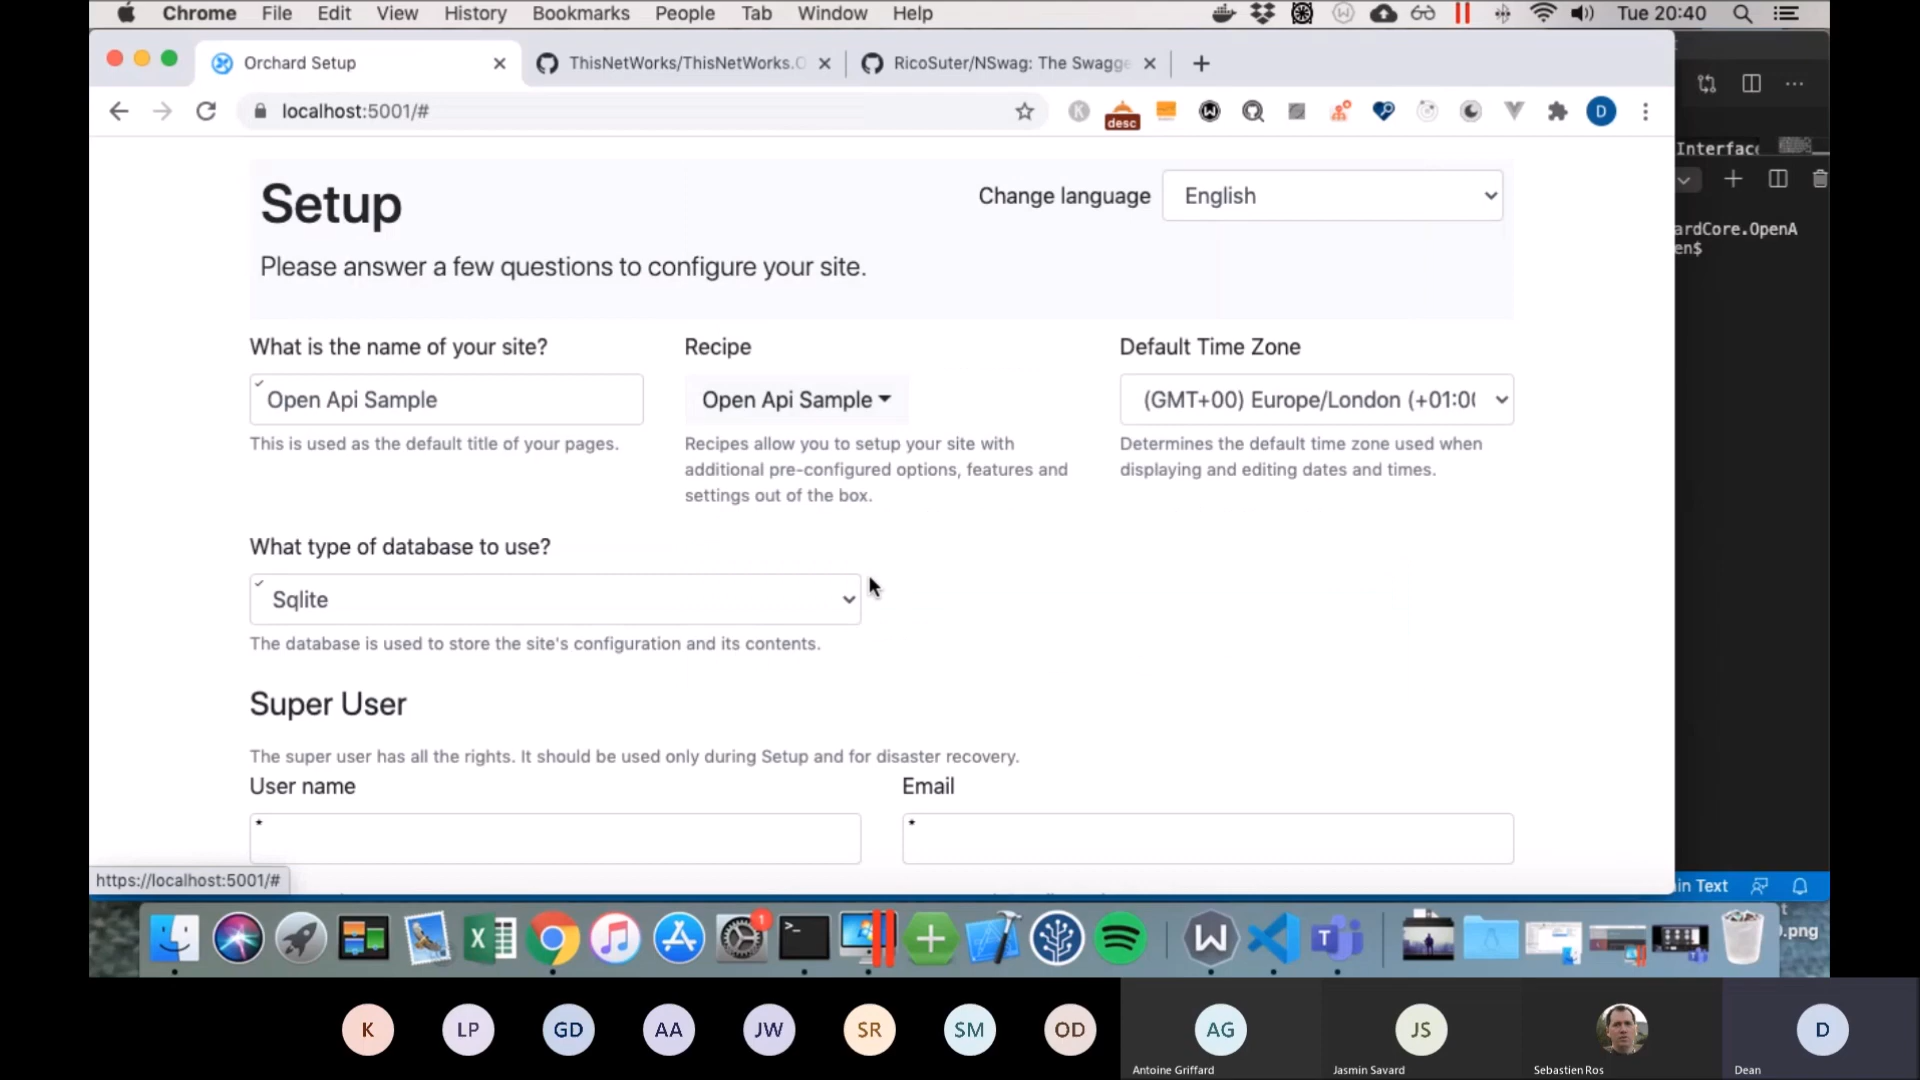 Chrome File Edit View History Bookmarks People Tab Window Help Tue 20:40
Orchard Setup ThisNetWorks/ThisNetWorks.O RicoSuter/NSwag: The Swagge
localhost:5001/#
desc
D
Interfac
Setup
Change language English
Please answer a few questions to configure your site.
ardCore.OpenA
en$
What is the name of your site? Recipe Default Time Zone
Open Api Sample Open Api Sample (GMT+00) Europe/London (+01:00
This is used as the default title of your pages. Recipes allow you to setup your site with Determines the default time zone used when
additional pre-configured options, features and displaying and editing dates and times.
settings out of the box.
What type of database to use?
Sqlite
The database is used to store the site's configuration and its contents.
Super User
The super user has all the rights. It should be used only during Setup and for disaster recovery.
User name Email
* *
https://localhost:5001/#
in Text
1
.png
K LP GD AA JW SR SM OD AG JS D
Antoine Griffard Jasmin Savard Sebastien Ros Dean